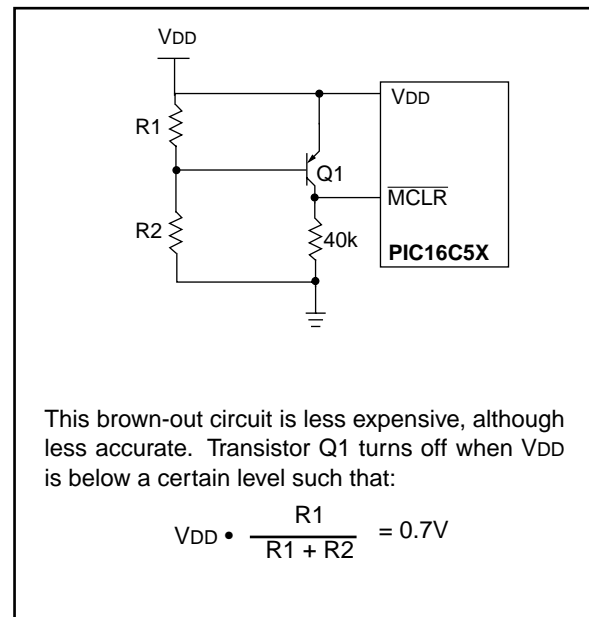 VDD
VDD
R1
Q1
MCLR
R2
40k
PIC16C5X
This brown-out circuit is less expensive, although
less accurate. Transistor Q1 turns off when VDD
is below a certain level such that:
VDD • R1 / R1 + R2 = 0.7V